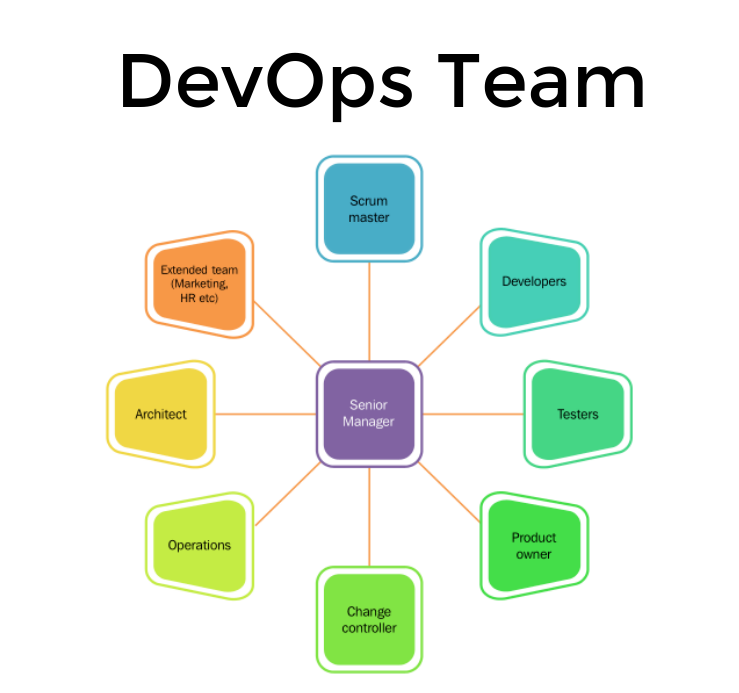 DevOps Team
Scrum
master
Extended team
(Marketing,
HR etc)
Developers
Architect
Senior
Manager
Testers
Operations
Product
owner
Change
controller